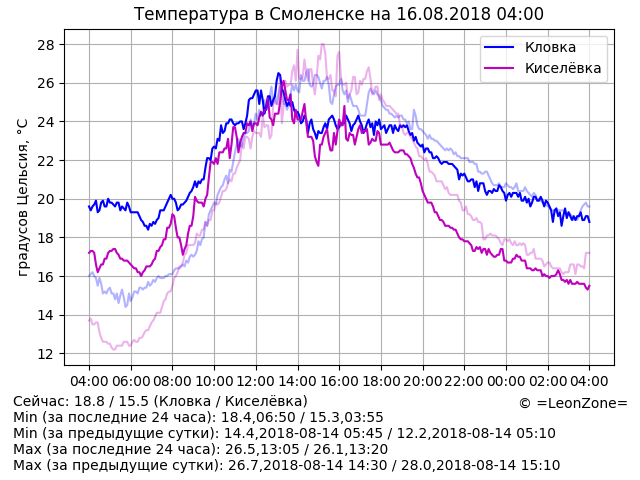 Температура в Смоленске на 16.08.2018 04:00
градусов Цельсия, °C
28
26
24
22
20
18
16
14
12
Кловка
Киселёвка
04:00 06:00 08:00 10:00 12:00 14:00 16:00 18:00 20:00 22:00 00:00 02:00 04:00
Сейчас: 18.8 / 15.5 (Кловка / Киселёвка)
© =LeonZone=
Min (за последние 24 часа): 18.4,06:50 / 15.3,03:55
Min (за предыдущие сутки): 14.4,2018-08-14 05:45 / 12.2,2018-08-14 05:10
Max (за последние 24 часа): 26.5,13:05 / 26.1,13:20
Max (за предыдущие сутки): 26.7,2018-08-14 14:30 / 28.0,2018-08-14 15:10